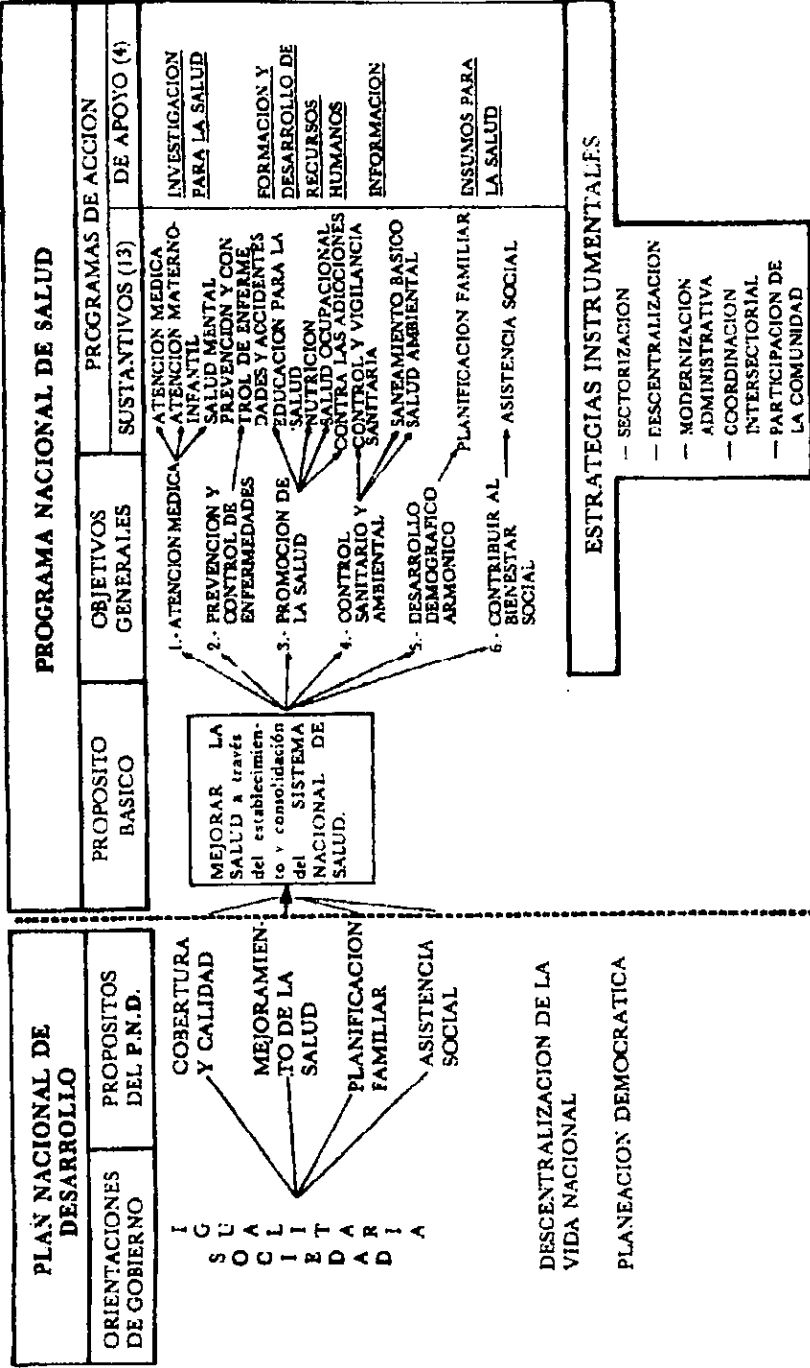 PLAN NACIONAL DE
DESARROLLO
ORIENTACIONES
DE GOBIERNO
PROPOSITOS
DEL P.N.D.
SOCIEDAD
IGUALITARIA
COBERTURA
Y CALIDAD
MEJORAMIEN-
TO DE LA
SALUD
PLANIFICACION
FAMILIAR
ASISTENCIA
SOCIAL
DESCENTRALIZACION DE LA
VIDA NACIONAL
PLANEACION DEMOCRATICA
PROGRAMA NACIONAL DE SALUD
PROPOSITO
BASICO
OBJETIVOS
GENERALES
PROGRAMAS DE ACCION
SUSTANTIVOS (13)
DE APOYO (4)
MEJORAR LA
SALUD a través
del establecimien-
to y consolidación
del SISTEMA
NACIONAL DE
SALUD.
1.- ATENCION MEDICA
2.- PREVENCION Y
CONTROL DE
ENFERMEDADES
3.- PROMOCION DE
LA SALUD
4.- CONTROL
SANITARIO Y
AMBIENTAL
5.- DESARROLLO
DEMOGRAFICO
ARMONICO
6.- CONTRIBUIR AL
BIENESTAR
SOCIAL
ATENCION MEDICA
ATENCION MATERNO-
INFANTIL
SALUD MENTAL
PREVENCION Y CON
TROL DE ENFERME
DADES Y ACCIDENTES
EDUCACION PARA LA
SALUD
NUTRICION
SALUD OCUPACIONAL
CONTRA LAS ADICCIONES
CONTROL Y VIGILANCIA
SANITARIA
SANEAMIENTO BASICO
SALUD AMBIENTAL
PLANIFICACION FAMILIAR
ASISTENCIA SOCIAL
INVESTIGACION
PARA LA SALUD
FORMACION Y
DESARROLLO DE
RECURSOS
HUMANOS
INFORMACION
INSUMOS PARA
LA SALUD
ESTRATEGIAS INSTRUMENTALES
— SECTORIZACION
— DESCENTRALIZACION
— MODERNIZACION
ADMINISTRATIVA
— COORDINACION
INTERSECTORIAL
— PARTICIPACION DE
LA COMUNIDAD